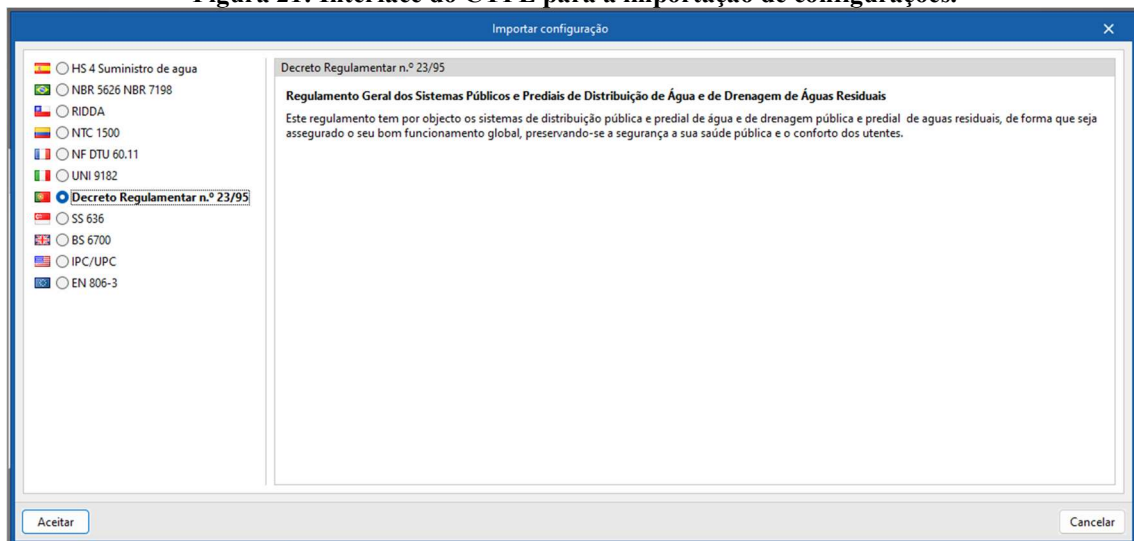 Importar configuração
HS 4 Suministro de agua
NBR 5626 NBR 7198
RIDDA
NTC 1500
NF DTU 60.11
UNI 9182
Decreto Regulamentar n.º 23/95
SS 636
BS 6700
IPC/UPC
EN 806-3
Decreto Regulamentar n.º 23/95
Regulamento Geral dos Sistemas Públicos e Prediais de Distribuição de Água e de Drenagem de Águas Residuais
Este regulamento tem por objecto os sistemas de distribuição pública e predial de água e de drenagem pública e predial de aguas residuais, de forma que seja
assegurado o seu bom funcionamento global, preservando-se a segurança a sua saúde pública e o conforto dos utentes.
Aceitar
Cancelar